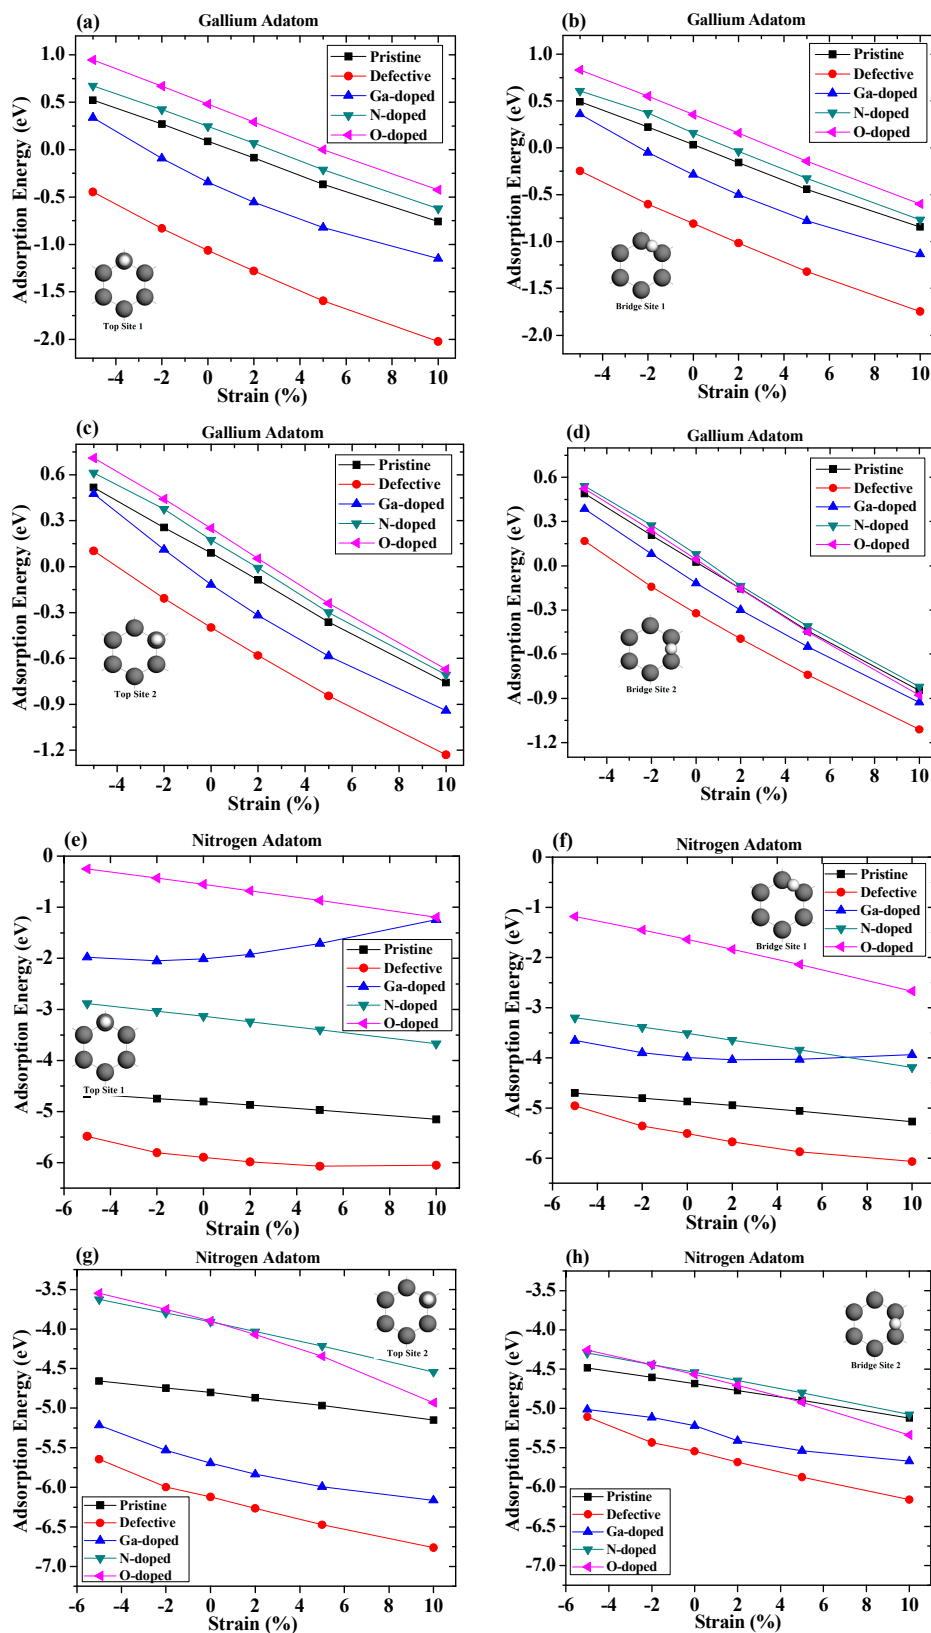 (a)
Gallium Adatom
Adsorption Energy (eV)
1.0
0.5
0.0
-0.5
-1.0
-1.5
-2.0
Pristine
Defective
Ga-doped
N-doped
O-doped
Top Site 1
-4 -2 0 2 4 6 8 10
Strain (%)
(b)
Gallium Adatom
Adsorption Energy (eV)
1.0
0.5
0.0
-0.5
-1.0
-1.5
-2.0
Pristine
Defective
Ga-doped
N-doped
O-doped
Bridge Site 1
-4 -2 0 2 4 6 8 10
Strain (%)
(c)
Gallium Adatom
Adsorption Energy (eV)
0.6
0.3
0.0
-0.3
-0.6
-0.9
-1.2
Pristine
Defective
Ga-doped
N-doped
O-doped
Top Site 2
-4 -2 0 2 4 6 8 10
Strain (%)
(d)
Gallium Adatom
Adsorption Energy (eV)
0.6
0.3
0.0
-0.3
-0.6
-0.9
-1.2
Pristine
Defective
Ga-doped
N-doped
O-doped
Bridge Site 2
-4 -2 0 2 4 6 8 10
Strain (%)
(e)
Nitrogen Adatom
Adsorption Energy (eV)
0
-1
-2
-3
-4
-5
-6
Pristine
Defective
Ga-doped
N-doped
O-doped
Top Site 1
-6 -4 -2 0 2 4 6 8 10
Strain (%)
(f)
Nitrogen Adatom
Adsorption Energy (eV)
0
-1
-2
-3
-4
-5
-6
Bridge Site 1
Pristine
Defective
Ga-doped
N-doped
O-doped
-6 -4 -2 0 2 4 6 8 10
Strain (%)
(g)
Nitrogen Adatom
Adsorption Energy (eV)
-3.5
-4.0
-4.5
-5.0
-5.5
-6.0
-6.5
-7.0
Top Site 2
Pristine
Defective
Ga-doped
N-doped
O-doped
-6 -4 -2 0 2 4 6 8 10
Strain (%)
(h)
Nitrogen Adatom
Adsorption Energy (eV)
-3.5
-4.0
-4.5
-5.0
-5.5
-6.0
-6.5
-7.0
Bridge Site 2
Pristine
Defective
Ga-doped
N-doped
O-doped
-6 -4 -2 0 2 4 6 8 10
Strain (%)